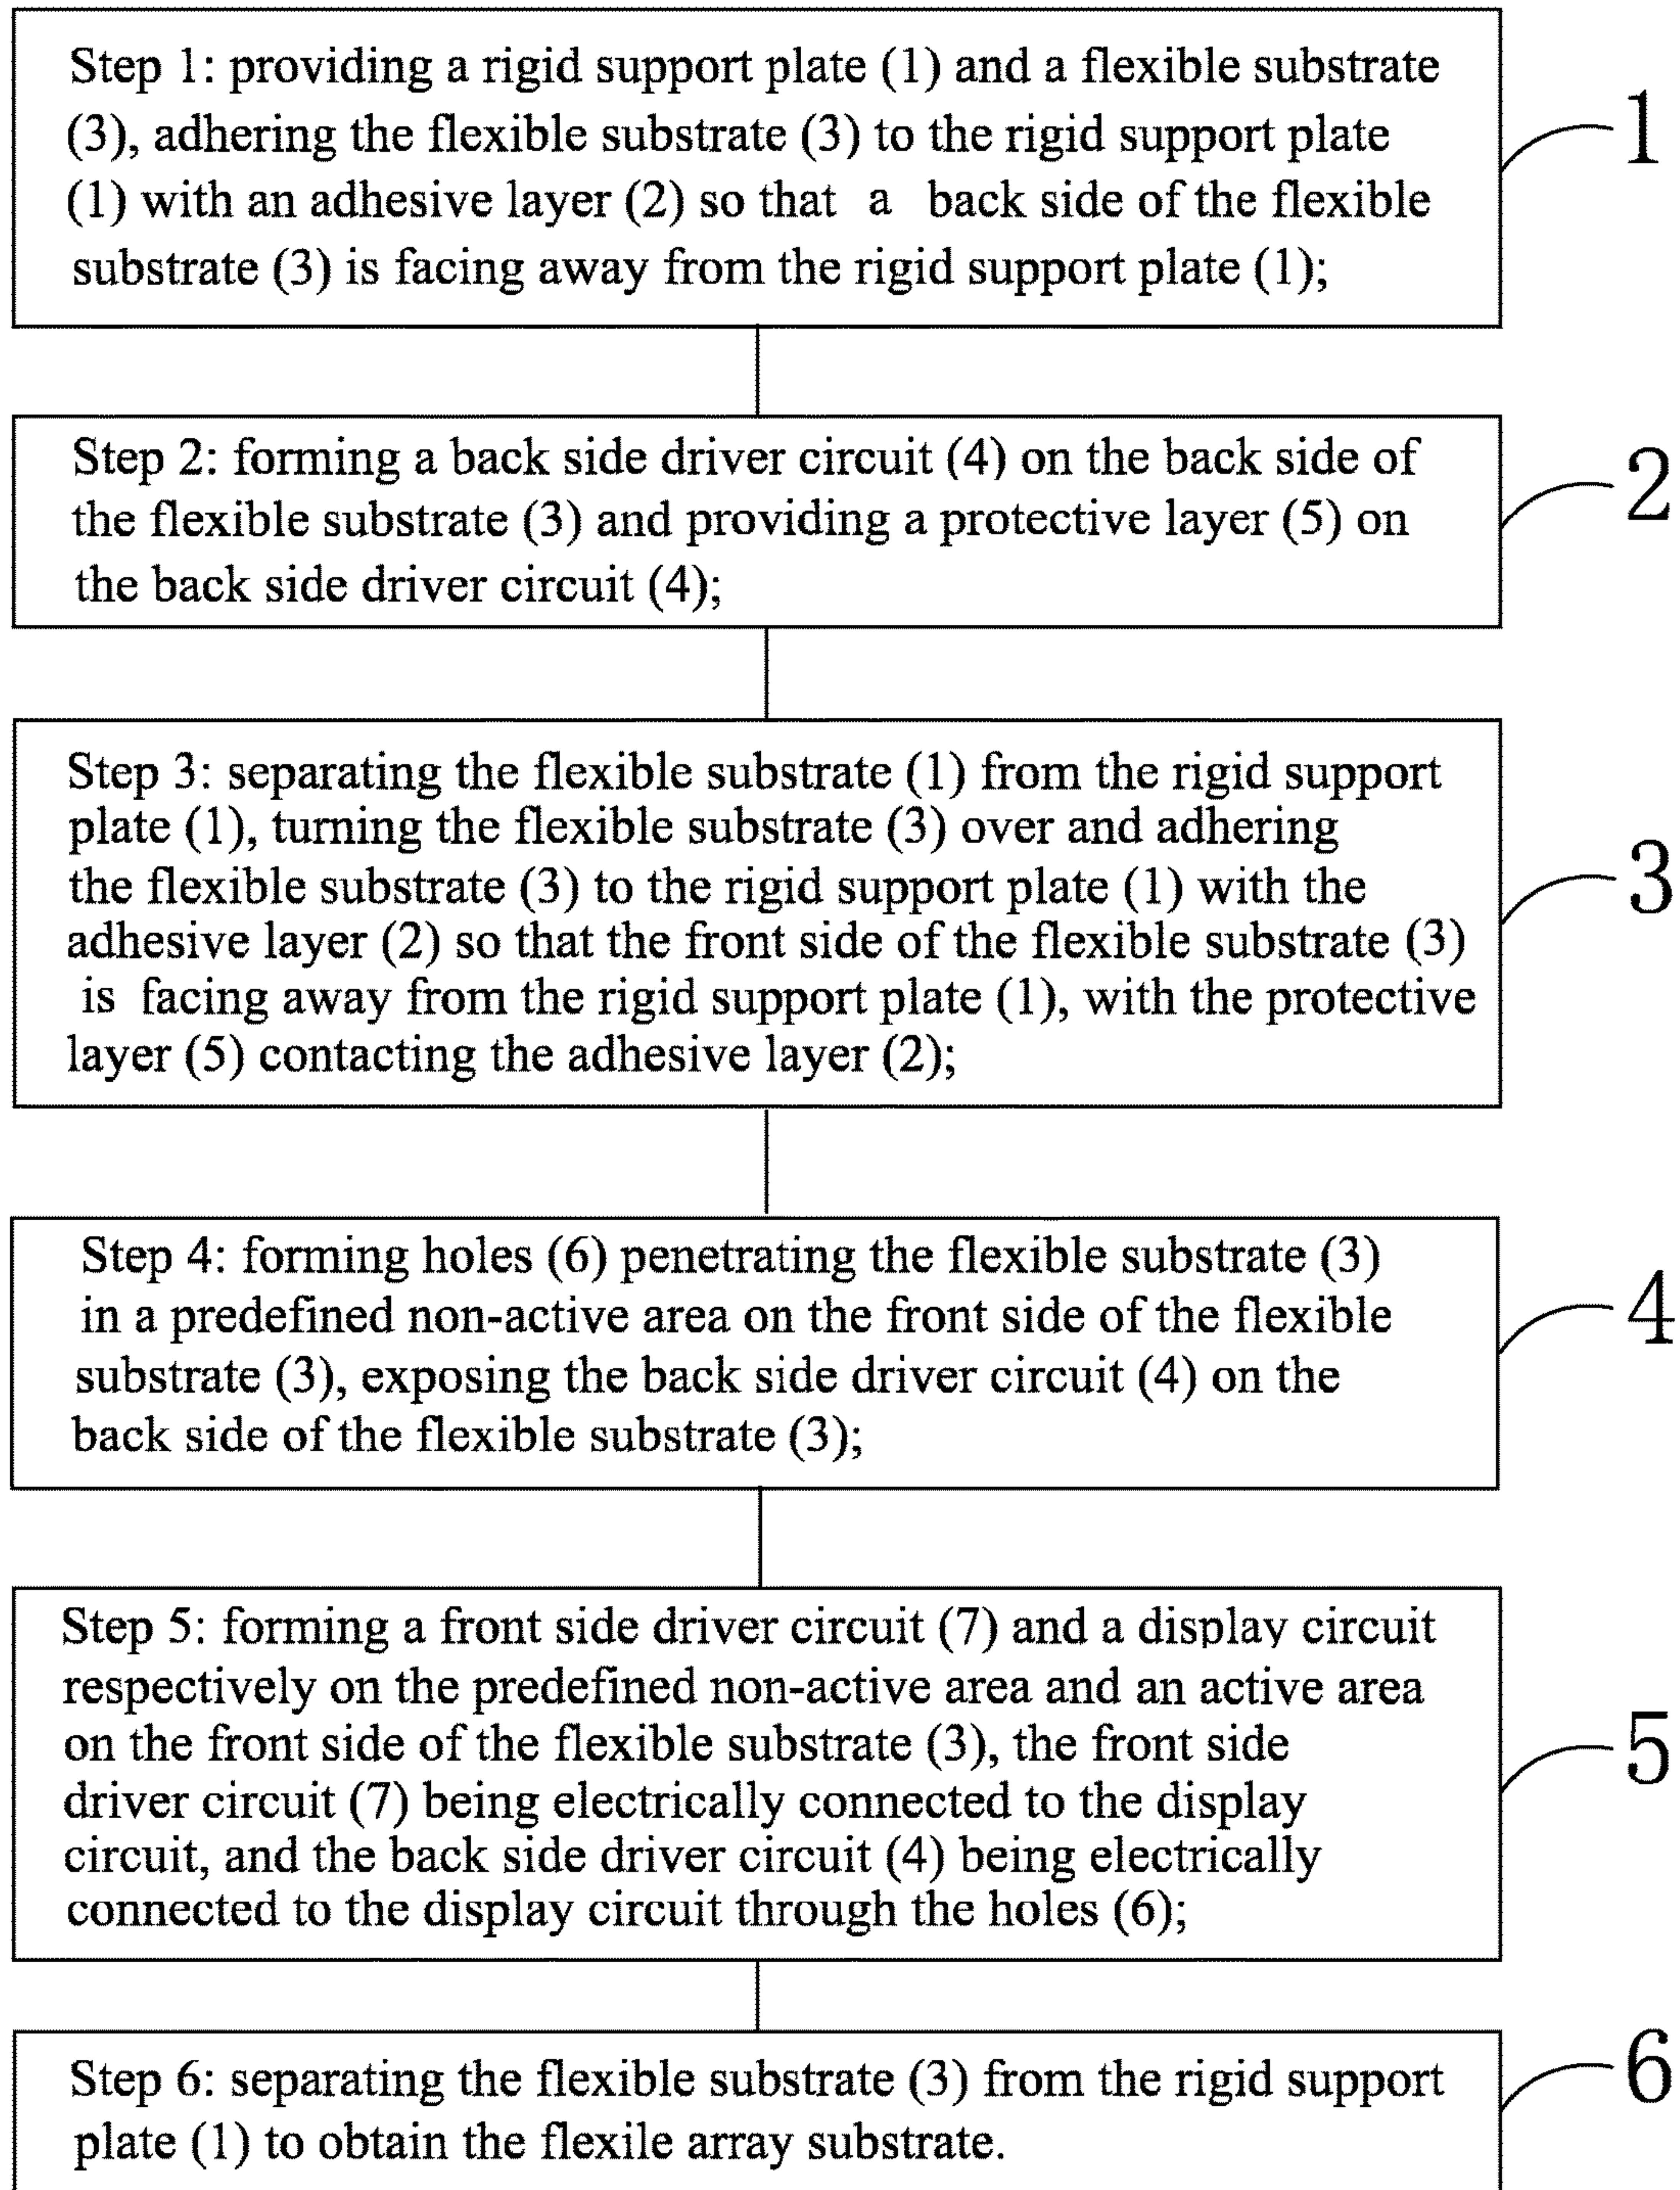 Step 1: providing a rigid support plate (1) and a flexible substrate
(3), adhering the flexible substrate (3) to the rigid support plate
(1) with an adhesive layer (2) so that a back side of the flexible
substrate (3) is facing away from the rigid support plate (1);
1
Step 2: forming a back side driver circuit (4) on the back side of
the flexible substrate (3) and providing a protective layer (5) on
the back side driver circuit (4);
2
Step 3: separating the flexible substrate (1) from the rigid support
plate (1), turning the flexible substrate (3) over and adhering
the flexible substrate (3) to the rigid support plate (1) with the
adhesive layer (2) so that the front side of the flexible substrate (3)
is facing away from the rigid support plate (1), with the protective
layer (5) contacting the adhesive layer (2);
3
Step 4: forming holes (6) penetrating the flexible substrate (3)
in a predefined non-active area on the front side of the flexible
substrate (3), exposing the back side driver circuit (4) on the
back side of the flexible substrate (3);
4
Step 5: forming a front side driver circuit (7) and a display circuit
respectively on the predefined non-active area and an active area
on the front side of the flexible substrate (3), the front side
driver circuit (7) being electrically connected to the display
circuit, and the back side driver circuit (4) being electrically
connected to the display circuit through the holes (6);
5
Step 6: separating the flexible substrate (3) from the rigid support
plate (1) to obtain the flexile array substrate.
6